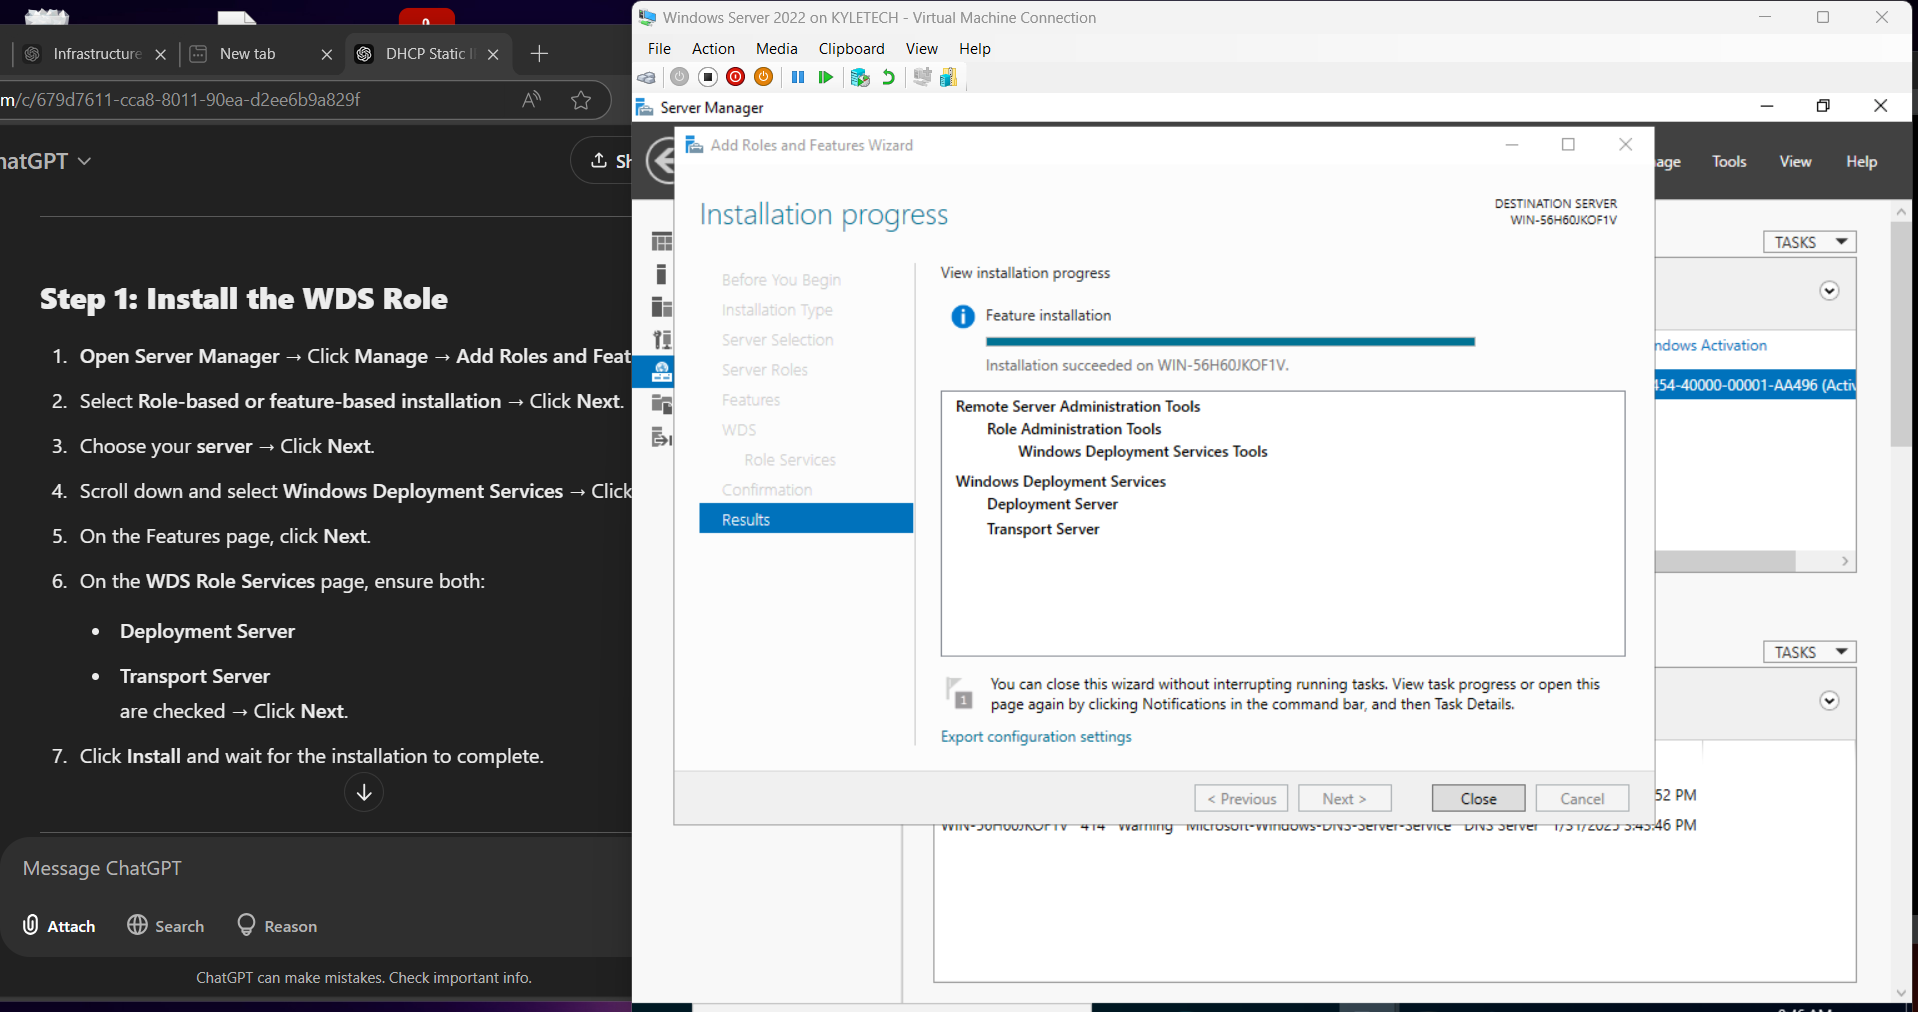 Infrastructure
New tab
DHCP Static I
m/c/679d7611-cca8-8011-90ea-d2ee6b9a829f
hatGPT
Sh
Step 1: Install the WDS Role
1. Open Server Manager → Click Manage → Add Roles and Feat
2. Select Role-based or feature-based installation → Click Next.
3. Choose your server → Click Next.
4. Scroll down and select Windows Deployment Services → Click
5. On the Features page, click Next.
6. On the WDS Role Services page, ensure both:
• Deployment Server
• Transport Server
are checked → Click Next.
7. Click Install and wait for the installation to complete.
Message ChatGPT
Attach
Search
Reason
ChatGPT can make mistakes. Check important info.
Windows Server 2022 on KYLETECH - Virtual Machine Connection
File Action Media Clipboard View Help
Server Manager
age Tools View Help
Add Roles and Features Wizard
Installation progress
DESTINATION SERVER
WIN-56H60JKOF1V
Before You Begin
Installation Type
Server Selection
Server Roles
Features
WDS
Role Services
Confirmation
Results
View installation progress
Feature installation
Installation succeeded on WIN-56H60JKOF1V.
Remote Server Administration Tools
Role Administration Tools
Windows Deployment Services Tools
Windows Deployment Services
Deployment Server
Transport Server
1
You can close this wizard without interrupting running tasks. View task progress or open this
page again by clicking Notifications in the command bar, and then Task Details.
Export configuration settings
< Previous
Next >
Close
Cancel
TASKS
ndows Activation
454-40000-00001-AA496 (Activ
TASKS
52 PM
WIN-56H60JKOF1V 414 Warning Microsoft-Windows-DNS-Server-Service DNS Server 1/31/2025 5:43:46 PM